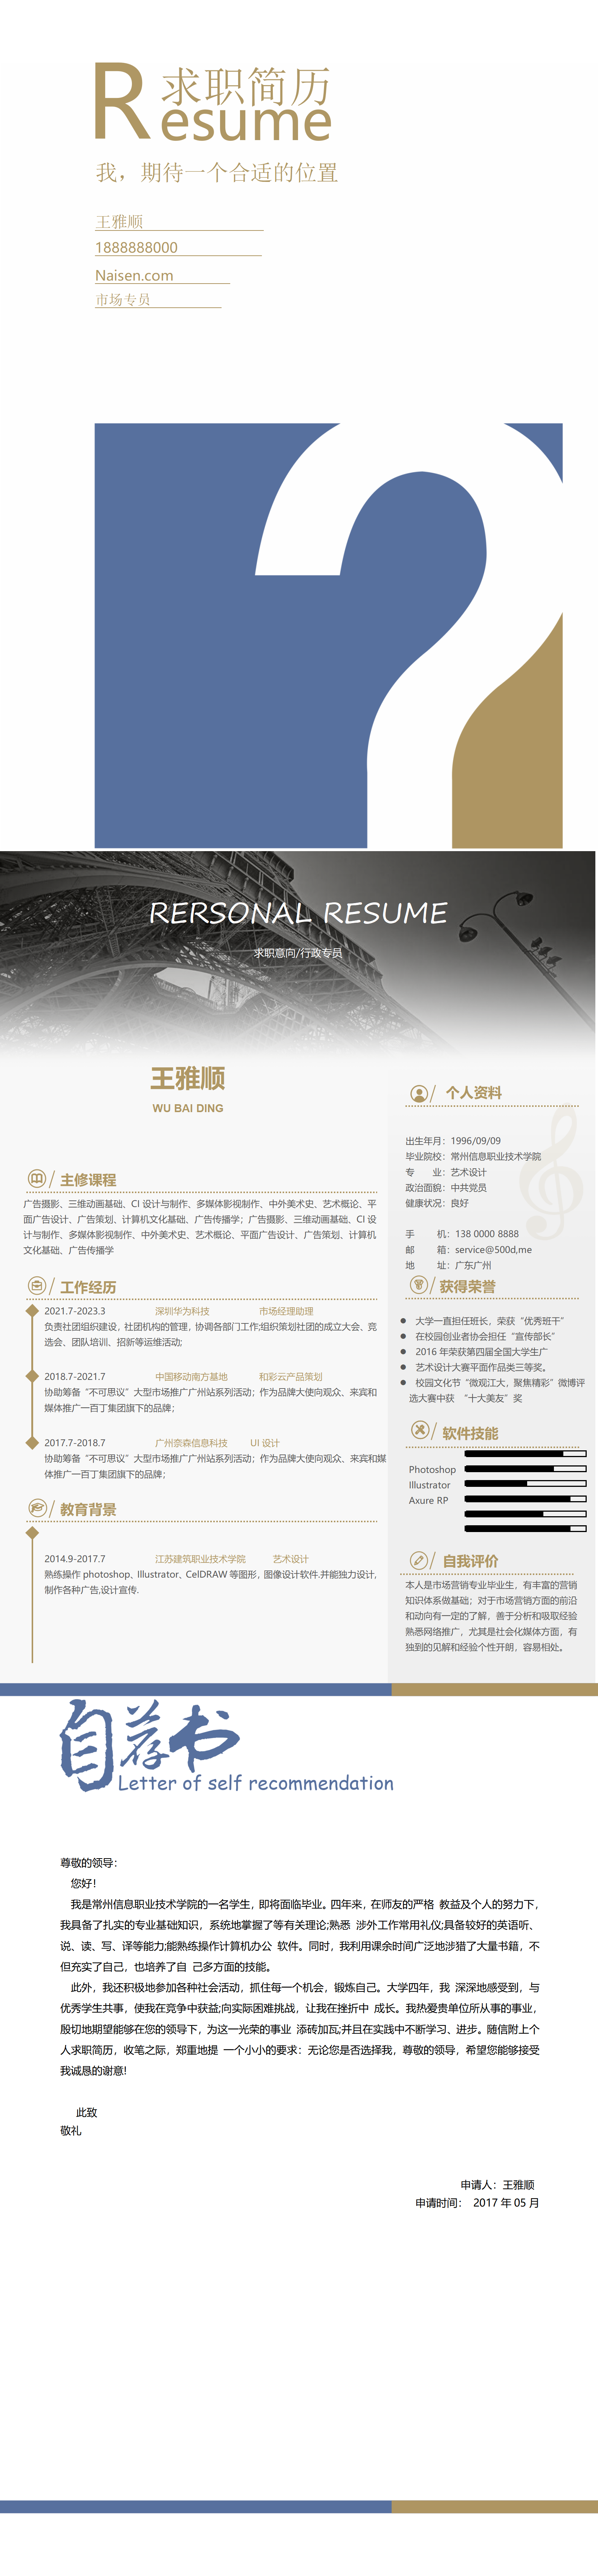 求职简历
Resume
我，期待一个合适的位置
王雅顺
1888888000
Naisen.com
市场专员
RERSONAL RESUME
求职意向/行政专员
王雅顺
WU BAI DING
主修课程
广告摄影、三维动画基础、CI 设计与制作、多媒体影视制作、中外美术史、艺术概论、平
面广告设计、广告策划、计算机文化基础、广告传播学；广告摄影、三维动画基础、CI 设
计与制作、多媒体影视制作、中外美术史、艺术概论、平面广告设计、广告策划、计算机
文化基础、广告传播学
工作经历
2021.7-2023.3 深圳华为科技 市场经理助理
负责社团组织建设，社团机构的管理，协调各部门工作;组织策划社团的成立大会、竞
选会、团队培训、招新等运维活动;
2018.7-2021.7 中国移动南方基地 和彩云产品策划
协助筹备“不可思议”大型市场推广广州站系列活动；作为品牌大使向观众、来宾和
媒体推广一百丁集团旗下的品牌；
2017.7-2018.7 广州奈森信息科技 UI 设计
协助筹备“不可思议”大型市场推广广州站系列活动；作为品牌大使向观众、来宾和媒
体推广一百丁集团旗下的品牌；
教育背景
2014.9-2017.7 江苏建筑职业技术学院 艺术设计
熟练操作 photoshop、Illustrator、CelDRAW 等图形，图像设计软件.并能独力设计,
制作各种广告,设计宣传.
个人资料
出生年月：1996/09/09
毕业院校：常州信息职业技术学院
专 业：艺术设计
政治面貌：中共党员
健康状况：良好
手 机：138 0000 8888
邮 箱：service@500d,me
地 址：广东广州
获得荣誉
● 大学一直担任班长，荣获“优秀班干”
● 在校园创业者协会担任“宣传部长”
● 2016 年荣获第四届全国大学生广
● 艺术设计大赛平面作品类三等奖。
● 校园文化节“微观江大，聚焦精彩”微博评
选大赛中获 “十大美友”奖
软件技能
Photoshop
Illustrator
Axure RP
自我评价
本人是市场营销专业毕业生，有丰富的营销
知识体系做基础；对于市场营销方面的前沿
和动向有一定的了解，善于分析和吸取经验
熟悉网络推广，尤其是社会化媒体方面，有
独到的见解和经验个性开朗，容易相处。
自荐书
Letter of self recommendation
尊敬的领导：
您好！
我是常州信息职业技术学院的一名学生，即将面临毕业。四年来，在师友的严格 教益及个人的努力下，
我具备了扎实的专业基础知识，系统地掌握了等有关理论;熟悉 涉外工作常用礼仪;具备较好的英语听、
说、读、写、译等能力;能熟练操作计算机办公 软件。同时，我利用课余时间广泛地涉猎了大量书籍，不
但充实了自己，也培养了自 己多方面的技能。
此外，我还积极地参加各种社会活动，抓住每一个机会，锻炼自己。大学四年，我 深深地感受到，与
优秀学生共事，使我在竞争中获益;向实际困难挑战，让我在挫折中 成长。我热爱贵单位所从事的事业，
殷切地期望能够在您的领导下，为这一光荣的事业 添砖加瓦;并且在实践中不断学习、进步。随信附上个
人求职简历，收笔之际，郑重地提 一个小小的要求：无论您是否选择我，尊敬的领导，希望您能够接受
我诚恳的谢意!
此致
敬礼
申请人：王雅顺
申请时间： 2017 年 05 月